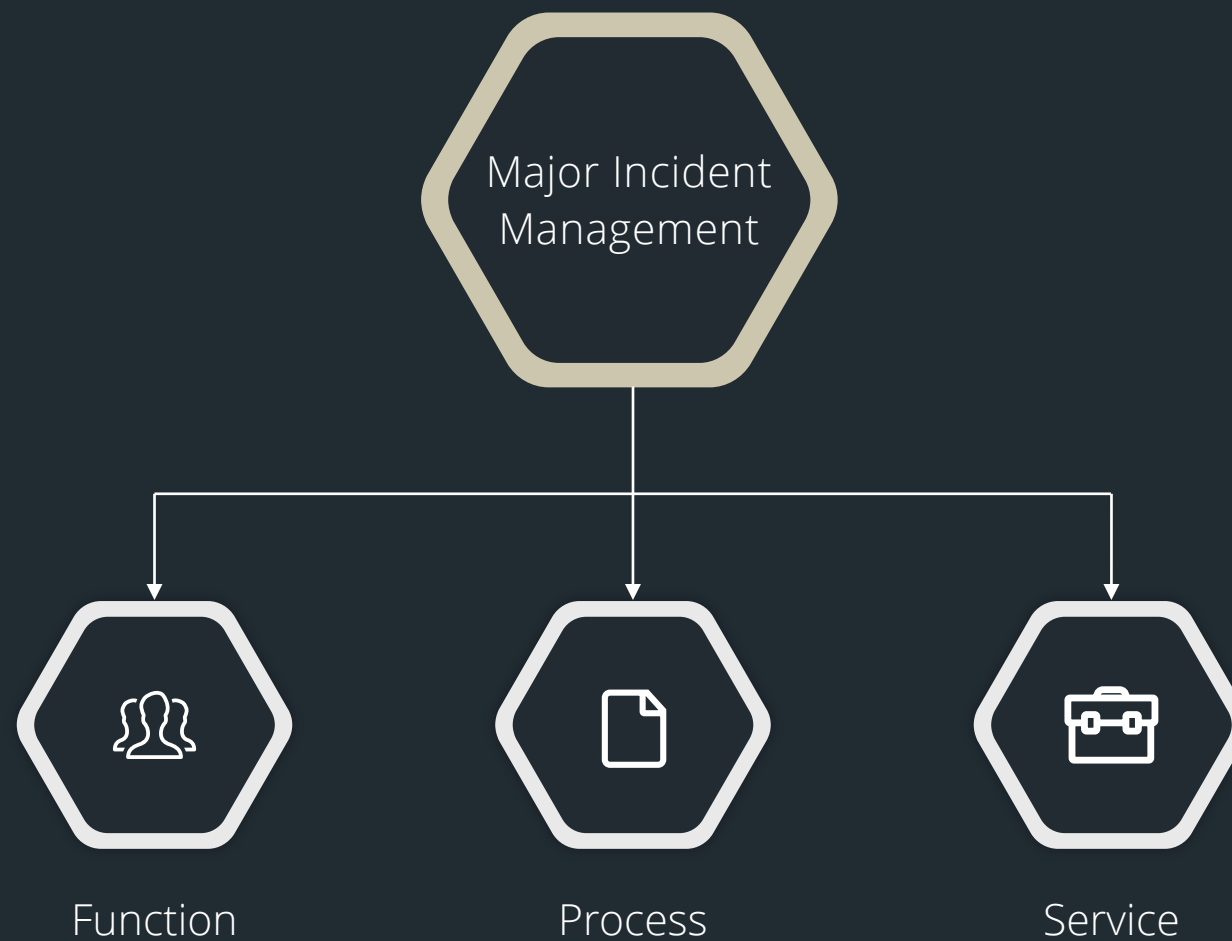 Major Incident
Management
Function
Process
Service